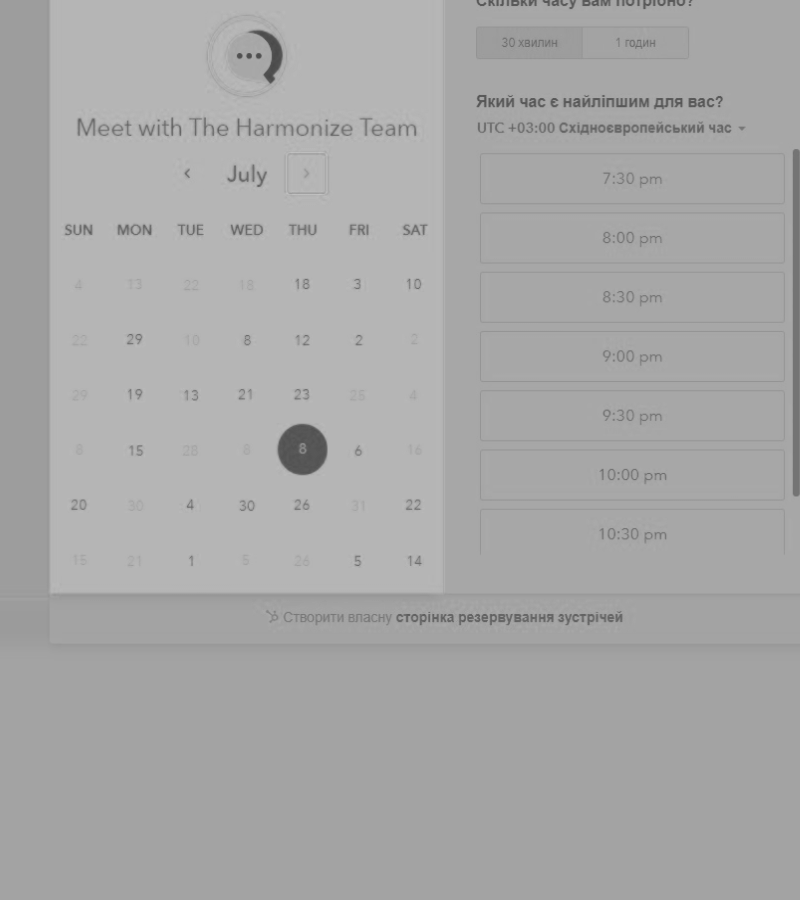 Meet with The Harmonize Team
July
SUN MON TUE WED THU FRI SAT
4 13 22 18 18 3 10
22 29 10 8 12 2 2
29 19 13 21 23 25 4
8 15 28 8 8 6 16
20 30 4 30 26 31 22
15 21 1 5 26 5 14
Скільки часу вам потрібно?
30 хвилин 1 годин
Який час є найліпшим для вас?
UTC +03:00 Східноєвропейський час
7:30 pm
8:00 pm
8:30 pm
9:00 pm
9:30 pm
10:00 pm
10:30 pm
Створити власну сторінка резервування зустрічей